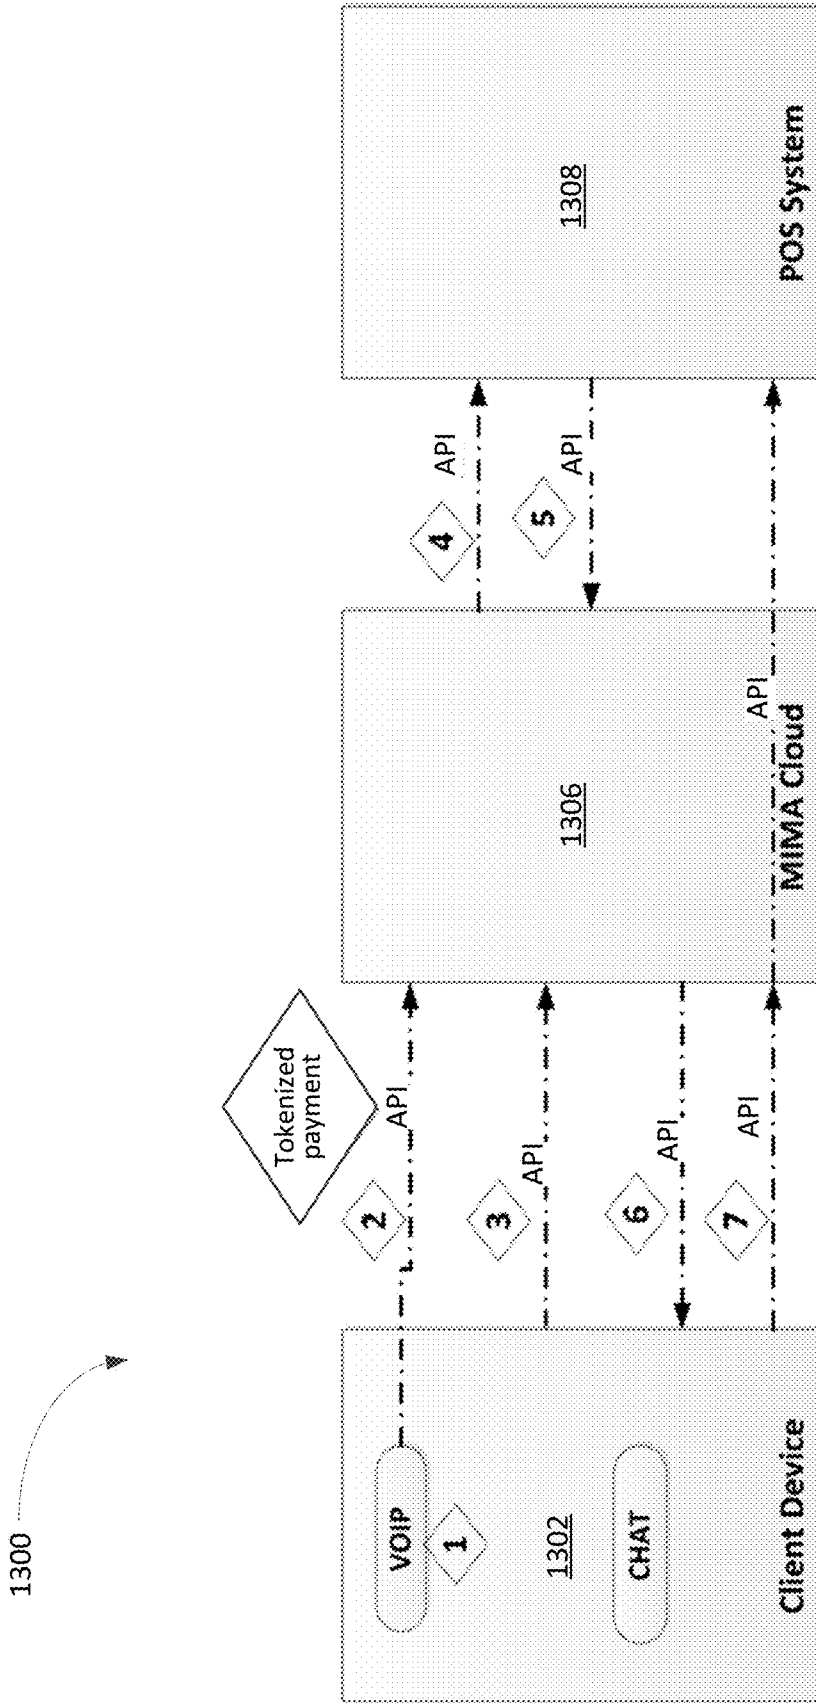 1300
Tokenized
payment
VOIP
1
1302
CHAT
Client Device
2
API
3
API
6
API
7
API
1306
API
MIMA Cloud
4
API
5
API
1308
POS System